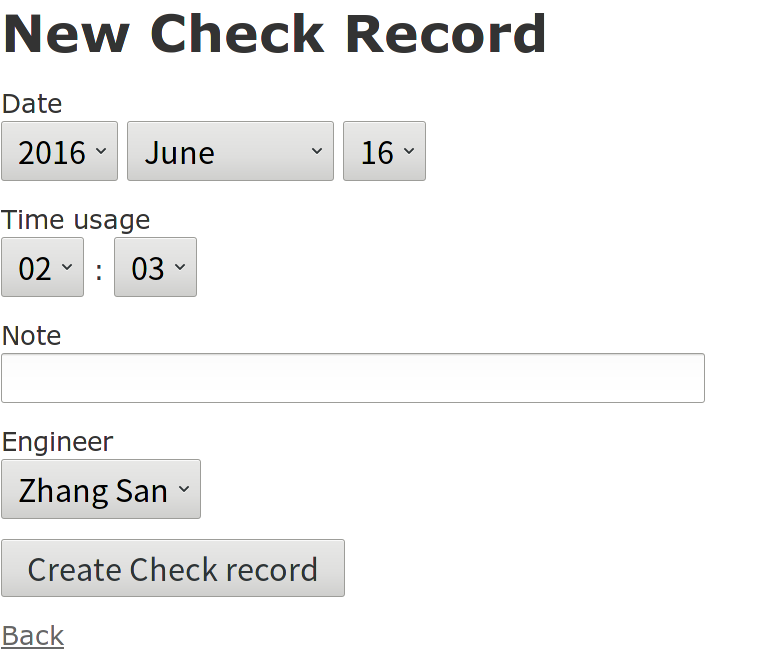 New Check Record
Date
2016 June 16
Time usage
02 : 03
Note
Engineer
Zhang San
Create Check record
Back